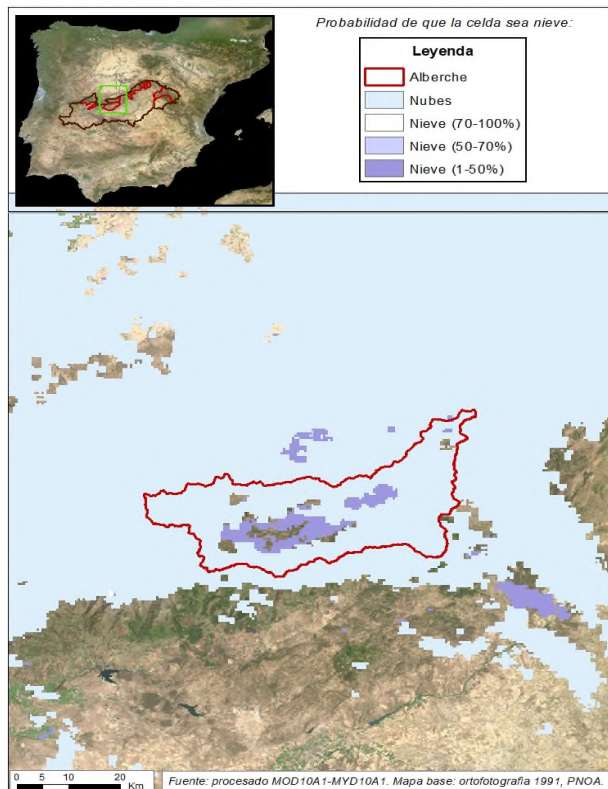 Probabilidad de que la celda sea nieve:
Leyenda
Alberche
Nubes
Nieve (70-100%)
Nieve (50-70%)
Nieve (1-50%)
0 5 10 20
Km
Fuente: procesado MOD10A1-MYD10A1. Mapa base: ortofotografia 1991, PNOA.